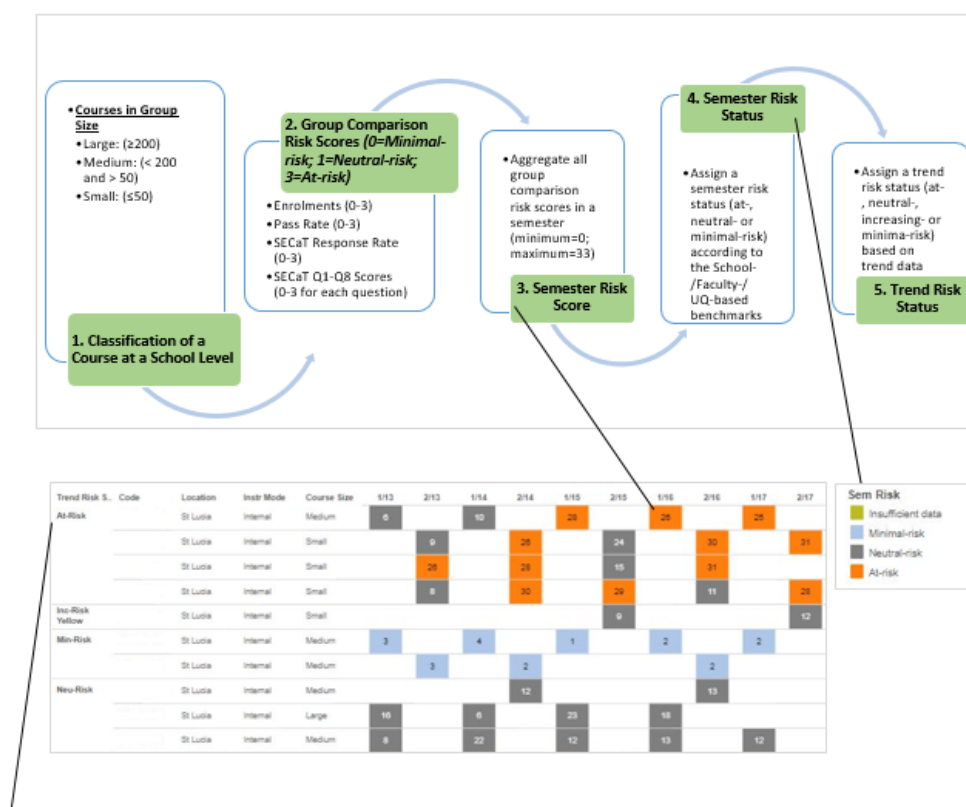 •Courses in Group
Size
•Large: (≥200)
•Medium: (< 200
and > 50)
•Small: (≤50)
1. Classification of a
Course at a School Level
2. Group Comparison
Risk Scores (0=Minimal-
risk; 1=Neutral-risk;
3=At-risk)
•Enrolments (0-3)
•Pass Rate (0-3)
•SECaT Response Rate
(0-3)
•SECaT Q1-Q8 Scores
(0-3 for each question)
•Aggregate all
group
comparison
risk scores in a
semester
(minimum=0;
maximum=33)
3. Semester Risk
Score
4. Semester Risk
Status
•Assign a
semester risk
status (at-,
neutral- or
minimal-risk)
according to
the School-
/Faculty-/
UQ-based
benchmarks
•Assign a trend
risk status (at-
, neutral-,
increasing- or
minima-risk)
based on
trend data
5. Trend Risk
Status
Trend Risk S.. Code Location Instr Mode Course Size 1/13 2/13 1/14 2/14 1/15 2/15 1/16 2/16 1/17 2/17
At-Risk St Lucia Internal Medium 6 10 28 26 25
St Lucia Internal Small 9 26 24 30 31
St Lucia Internal Small 26 28 15 31
St Lucia Internal Small 8 30 29 11 28
Inc-Risk
Yellow St Lucia Internal Small 9 12
Min-Risk St Lucia Internal Medium 3 4 1 2 2
St Lucia Internal Medium 3 2 2
Neu-Risk St Lucia Internal Medium 12 13
St Lucia Internal Large 16 6 23 18
St Lucia Internal Medium 8 22 12 13 12
Sem Risk
Insufficient data
Minimal-risk
Neutral-risk
At-risk